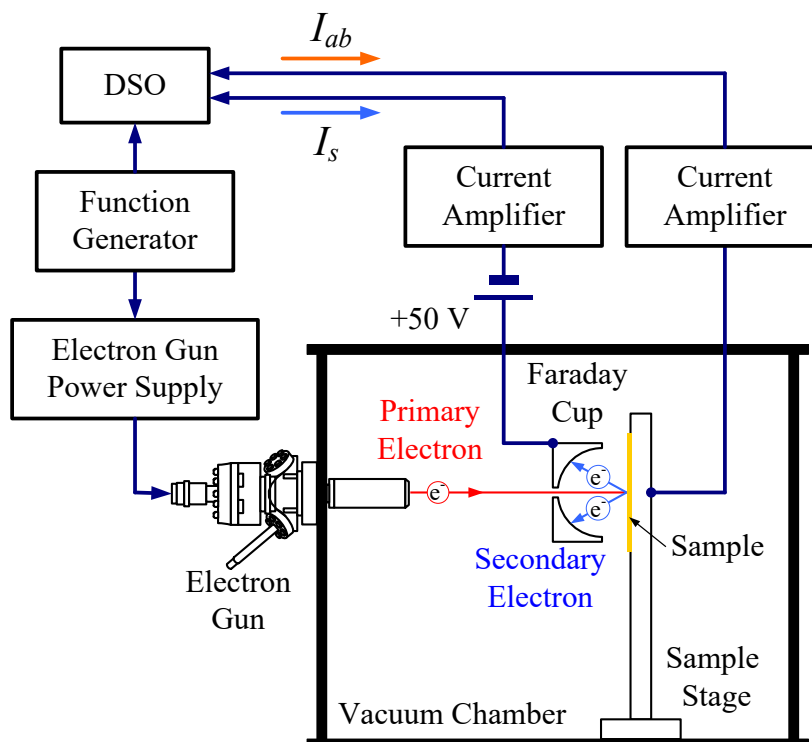 I_ab
DSO
I_s
Function
Generator
Current
Amplifier
Current
Amplifier
+50 V
Electron Gun
Power Supply
Faraday
Cup
Primary
Electron
e-
e-
e-
Secondary
Electron
Sample
Electron
Gun
Sample
Stage
Vacuum Chamber